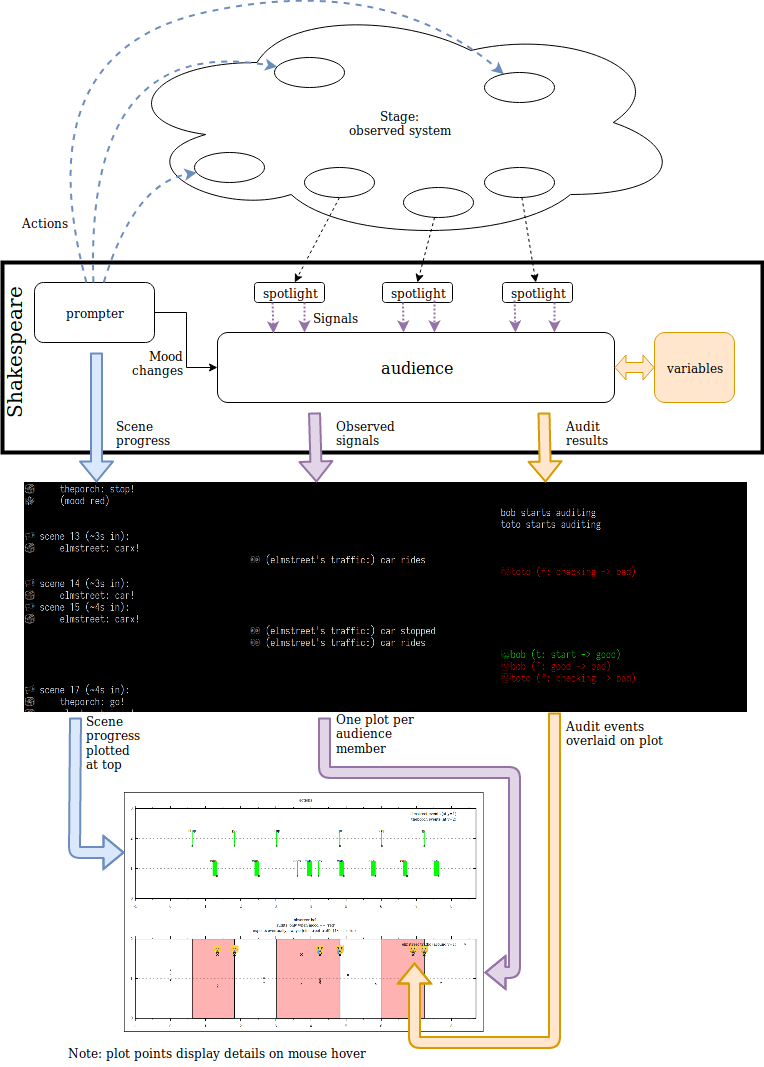 Stage:
observed system
Actions
Shakespeare
prompter
spotlight
spotlight
spotlight
Signals
Mood
changes
audience
variables
Scene
progress
Observed
signals
Audit
results
theporch: stop!
(mood red)
bob starts auditing
toto starts auditing
scene 13 (~3s in):
elmstreet: carx!
(elmstreet's traffic:) car rides
toto (f: checking -> bad)
scene 14 (~3s in):
elmstreet: car!
scene 15 (~4s in):
elmstreet: carx!
(elmstreet's traffic:) car stopped
(elmstreet's traffic:) car rides
bob (t: start -> good)
bob (f: good -> bad)
toto (f: checking -> bad)
scene 17 (~4s in):
theporch: go!
Scene
progress
plotted
at top
One plot per
audience
member
Audit events
overlaid on plot
actions
Note: plot points display details on mouse hover